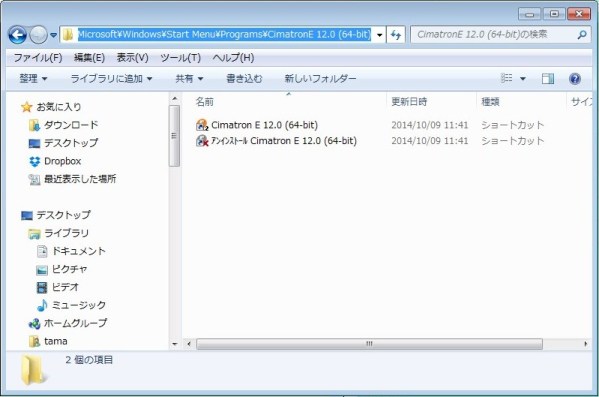 Microsoft¥Windows¥Start Menu¥Programs¥CimatronE 12.0 (64-bit)
CimatronE 12.0 (64-bit)の検索
ファイル(F) 編集(E) 表示(V) ツール(T) ヘルプ(H)
整理 ライブラリに追加 共有 書き込む 新しいフォルダー
お気に入り
ダウンロード
デスクトップ
Dropbox
最近表示した場所
デスクトップ
ライブラリ
ドキュメント
ピクチャ
ビデオ
ミュージック
ホームグループ
tama
名前 更新日時 種類 サイズ
Cimatron E 12.0 (64-bit) 2014/10/09 11:41 ショートカット
ｱﾝｲﾝｽﾄｰﾙ Cimatron E 12.0 (64-bit) 2014/10/09 11:41 ショートカット
2 個の項目